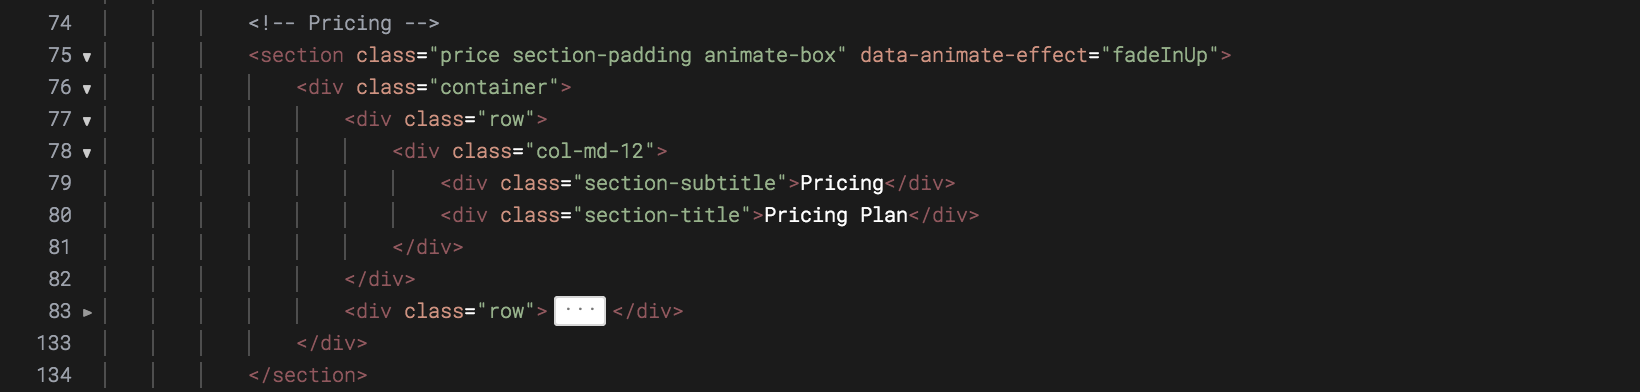 74 <!-- Pricing -->
75 <section class="price section-padding animate-box" data-animate-effect="fadeInUp">
76 <div class="container">
77 <div class="row">
78 <div class="col-md-12">
79 <div class="section-subtitle">Pricing</div>
80 <div class="section-title">Pricing Plan</div>
81 </div>
82 </div>
83 <div class="row"> ... </div>
133 </div>
134 </section>